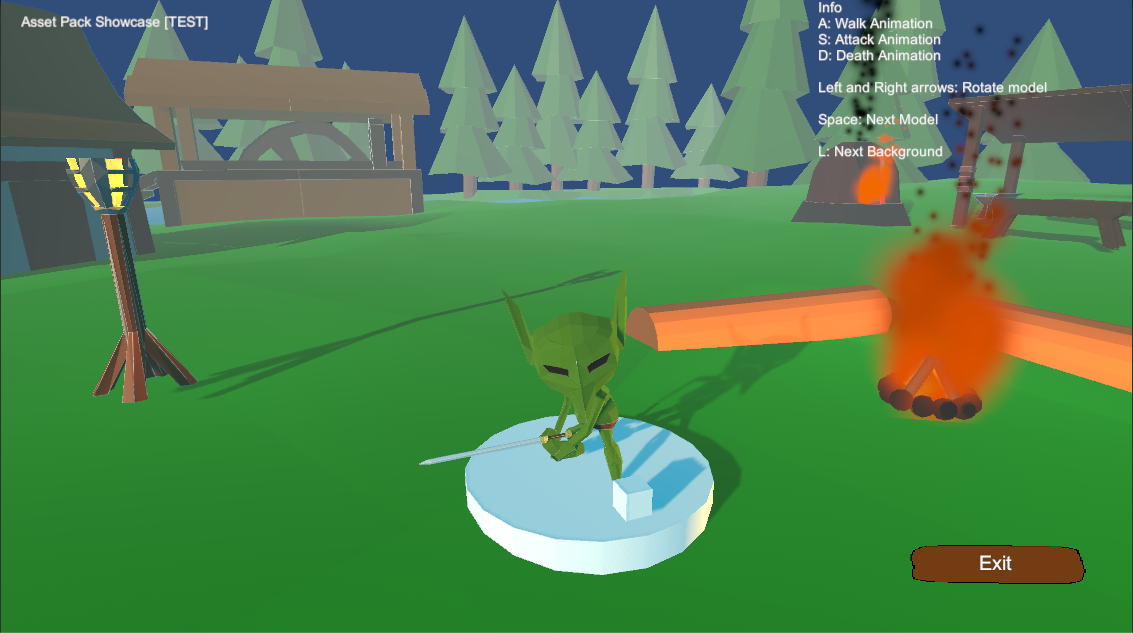 Asset Pack Showcase [TEST]
Info
A: Walk Animation
S: Attack Animation
D: Death Animation
Left and Right arrows: Rotate model
Space: Next Model
L: Next Background
Exit